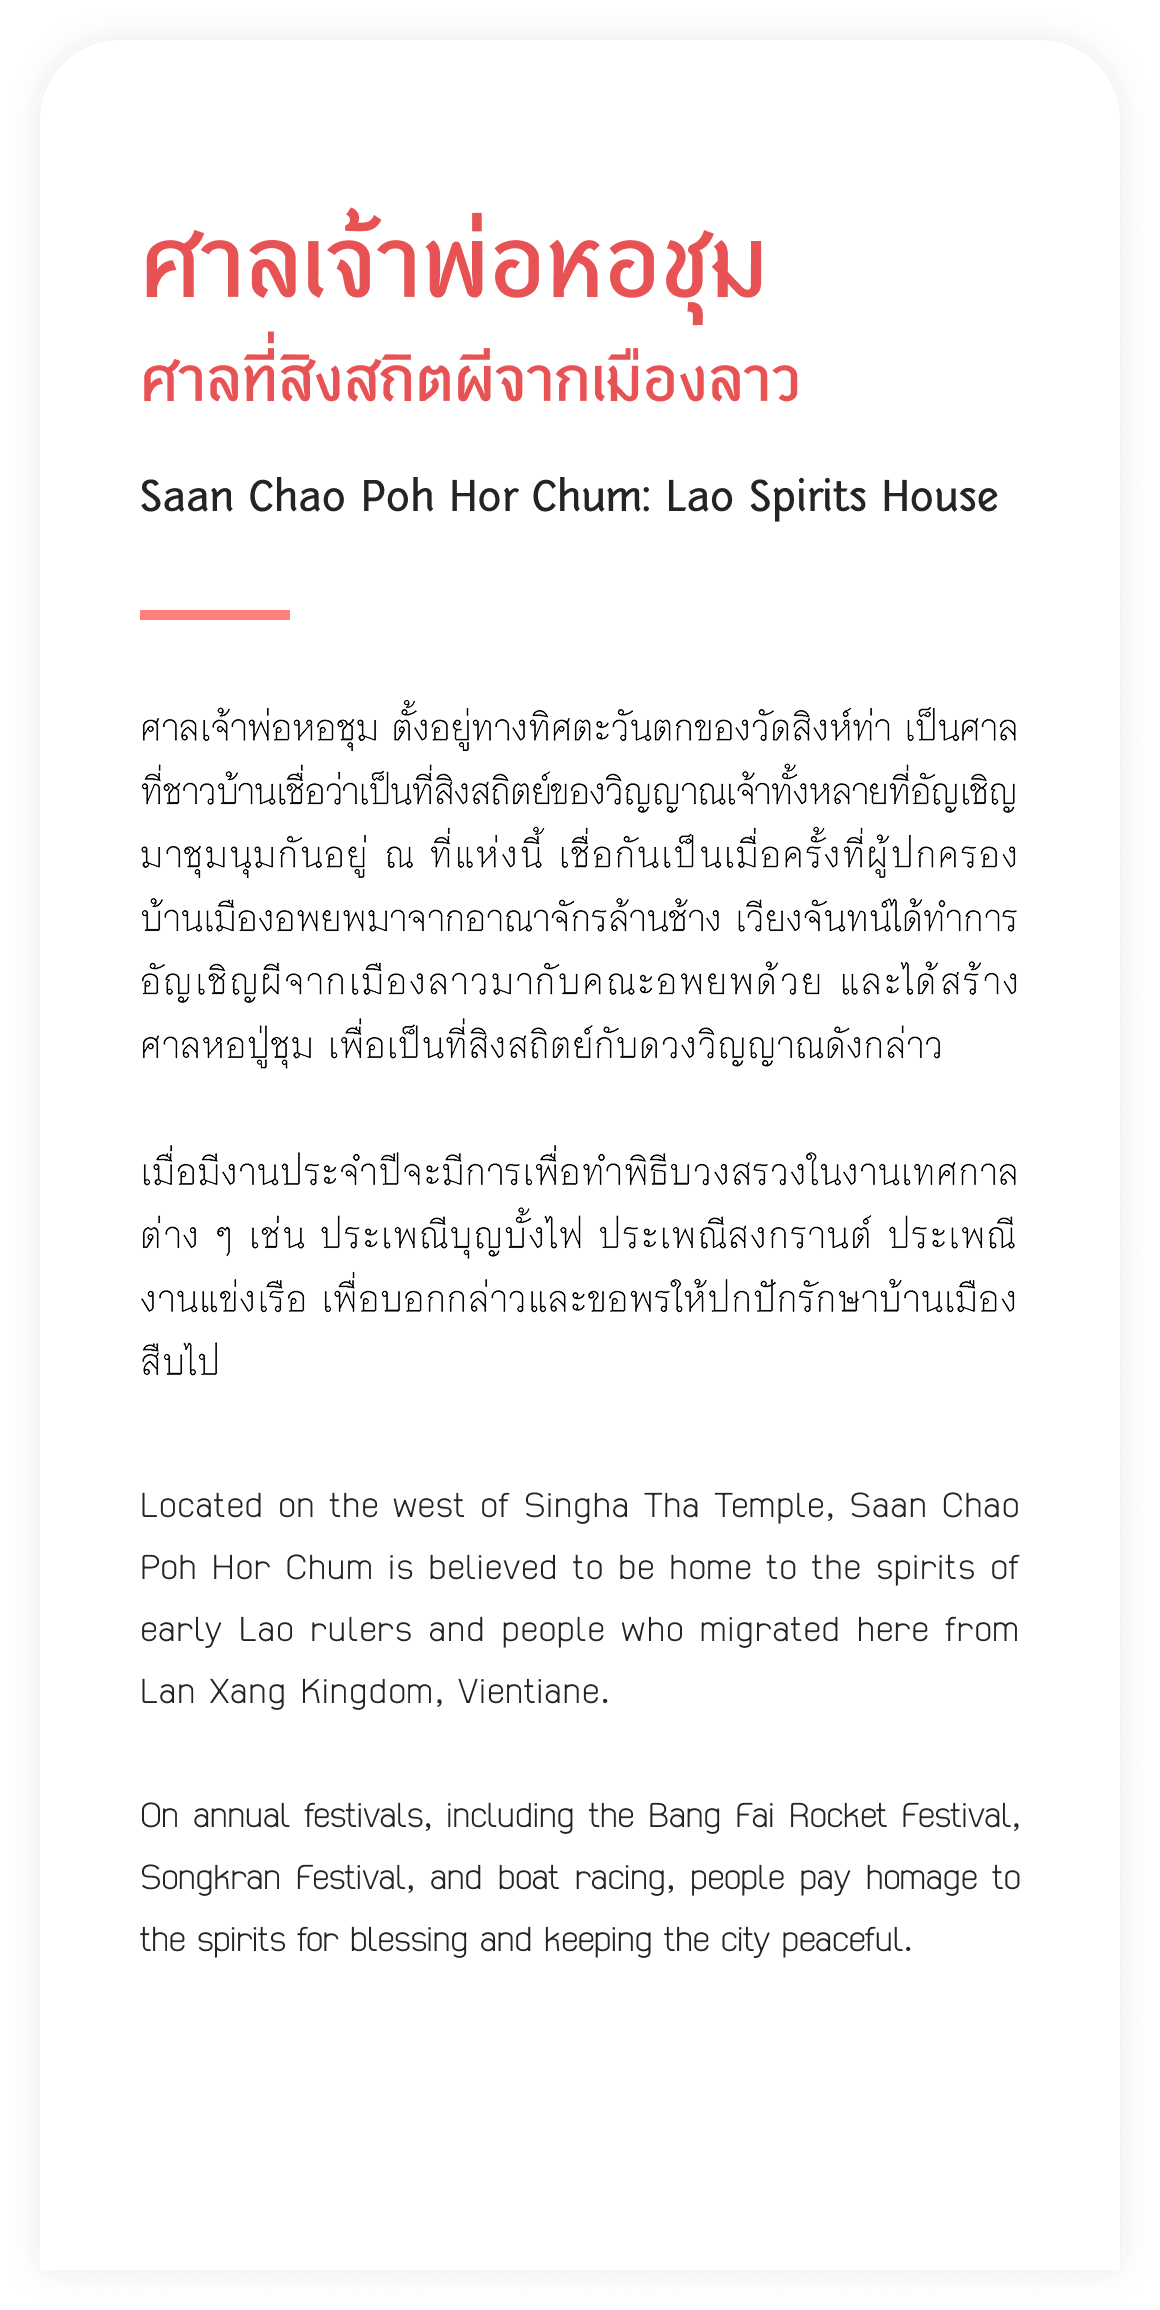 ศาลเจ้าพ่อหอชุม
ศาลที่สิงสถิตผีจากเมืองลาว
Saan Chao Poh Hor Chum: Lao Spirits House
ศาลเจ้าพ่อหอชุม ตั้งอยู่ทางทิศตะวันตกของวัดสิงห์ท่า เป็นศาล
ที่ชาวบ้านเชื่อว่าเป็นที่สิงสถิตย์ของวิญญาณเจ้าทั้งหลายที่อัญเชิญ
มาชุมนุมกันอยู่ ณ ที่แห่งนี้ เชื่อกันเป็นเมื่อครั้งที่ผู้ปกครอง
บ้านเมืองอพยพมาจากอาณาจักรล้านช้าง เวียงจันทน์ได้ทำการ
อัญเชิญผีจากเมืองลาวมากับคณะอพยพด้วย และได้สร้าง
ศาลหอปู่ชุม เพื่อเป็นที่สิงสถิตย์กับดวงวิญญาณดังกล่าว
เมื่อมีงานประจำปีจะมีการเพื่อทำพิธีบวงสรวงในงานเทศกาล
ต่าง ๆ เช่น ประเพณีบุญบั้งไฟ ประเพณีสงกรานต์ ประเพณี
งานแข่งเรือ เพื่อบอกกล่าวและขอพรให้ปกปักรักษาบ้านเมือง
สืบไป
Located on the west of Singha Tha Temple, Saan Chao
Poh Hor Chum is believed to be home to the spirits of
early Lao rulers and people who migrated here from
Lan Xang Kingdom, Vientiane.
On annual festivals, including the Bang Fai Rocket Festival,
Songkran Festival, and boat racing, people pay homage to
the spirits for blessing and keeping the city peaceful.